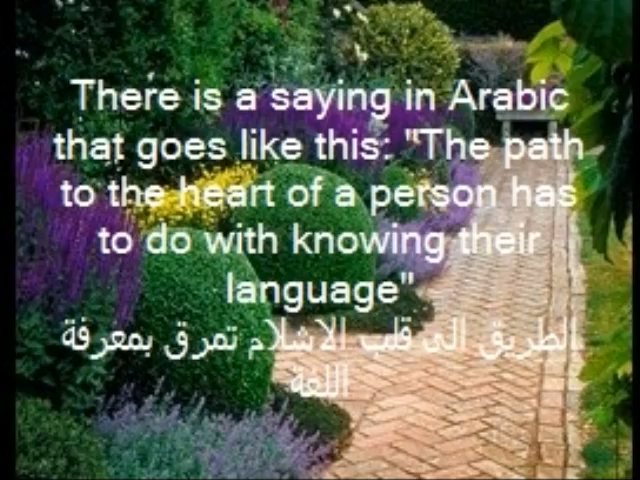 There is a saying in Arabic
that goes like this: "The path
to the heart of a person has
to do with knowing their
language"
الطريق الى قلب الاشلام تمرق بمعرفة
اللغة